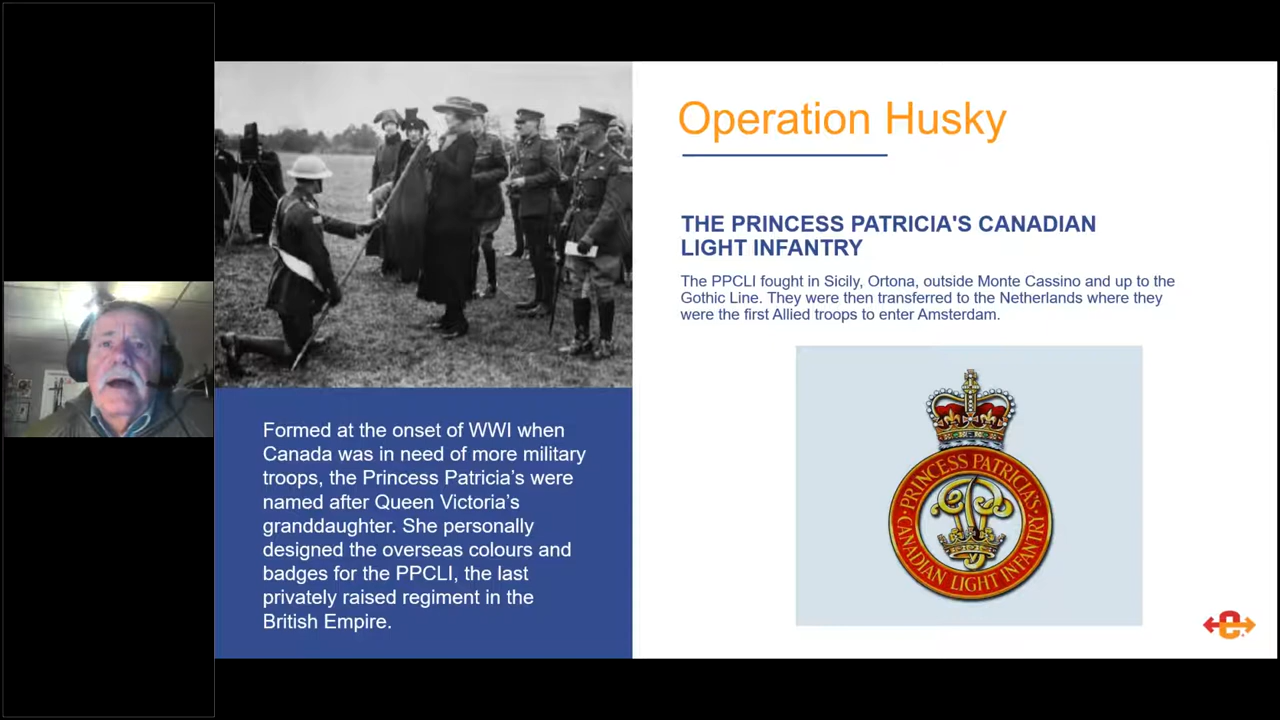 Operation Husky
THE PRINCESS PATRICIA'S CANADIAN
LIGHT INFANTRY
The PPCLI fought in Sicily, Ortona, outside Monte Cassino and up to the
Gothic Line. They were then transferred to the Netherlands where they
were the first Allied troops to enter Amsterdam.
Formed at the onset of WWI when
Canada was in need of more military
troops, the Princess Patricia’s were
named after Queen Victoria’s
granddaughter. She personally
designed the overseas colours and
badges for the PPCLI, the last
privately raised regiment in the
British Empire.
PRINCESS PATRICIA'S
CANADIAN LIGHT INFANTRY
VP
e